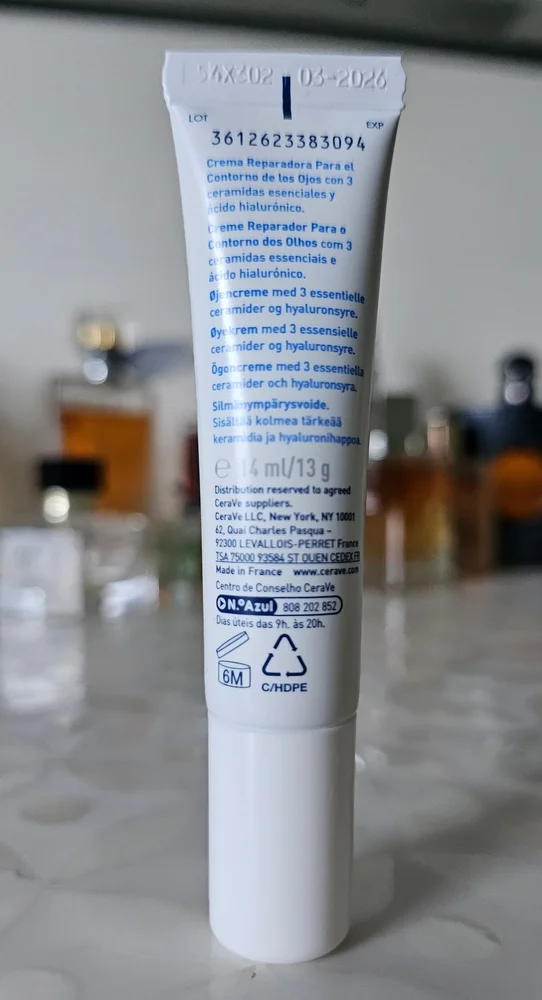 54X302 03-2026
LOT EXP
3612623383094
Crema Reparadora Para el
Contorno de los Ojos con 3
ceramidas esenciales y
ácido hialurónico.
Creme Reparador Para o
Contorno dos Olhos com 3
ceramidas essenciais e
ácido hialurónico.
Øjencreme med 3 essentielle
ceramider og hyaluronsyre.
Øyekrem med 3 essensielle
ceramider og hyaluronsyre.
Ögoncreme med 3 essentiella
ceramider och hyaluronsyra.
Silmänympärysvoide.
Sisältää kolmea tärkeää
keramidia ja hyaluronihappoa.
℮ 14 ml/13 g
Distribution reserved to agreed
CeraVe suppliers.
CeraVe LLC, New York, NY 10001
62, Quai Charles Pasqua –
92300 LEVALLOIS-PERRET France
TSA 75000 93584 ST OUEN CEDEX FR
Made in France www.cerave.com
Centro de Conselho CeraVe
N.º Azul 808 202 852
Dias úteis das 9h. às 20h.
6M
C/HDPE